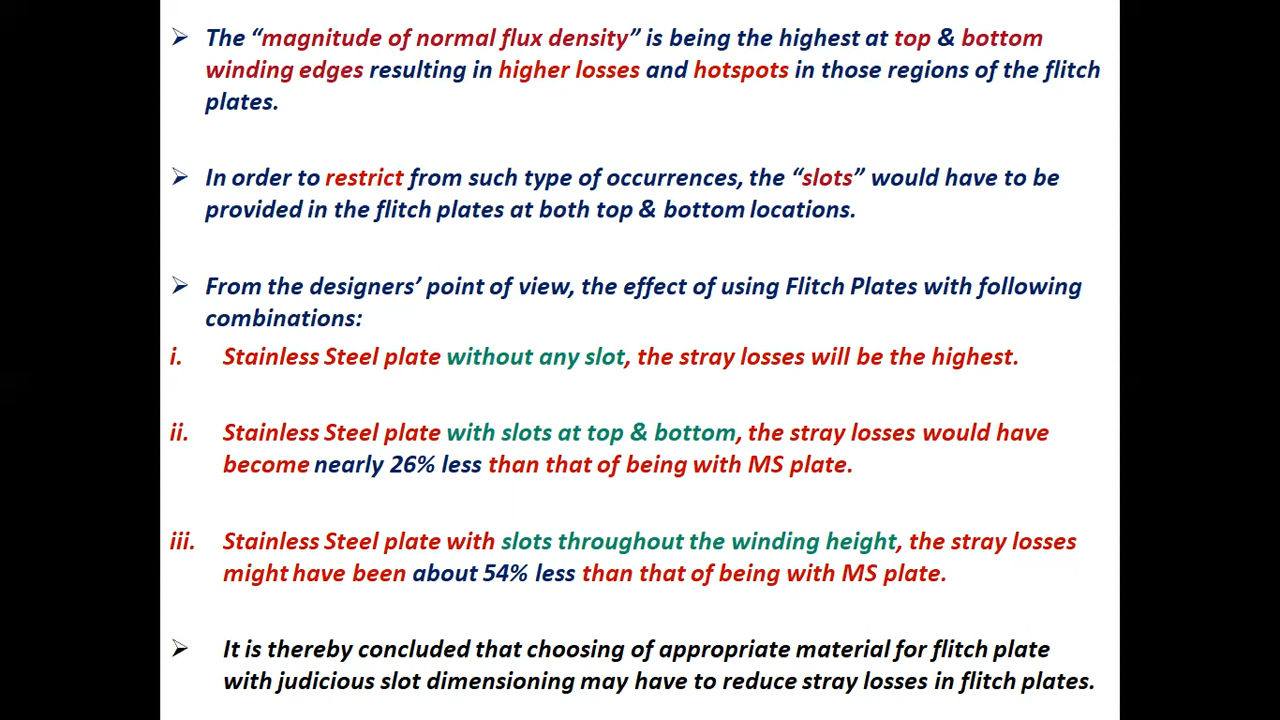 ➢ The “magnitude of normal flux density” is being the highest at top & bottom
winding edges resulting in higher losses and hotspots in those regions of the flitch
plates.
➢ In order to restrict from such type of occurrences, the “slots” would have to be
provided in the flitch plates at both top & bottom locations.
➢ From the designers’ point of view, the effect of using Flitch Plates with following
combinations:
i. Stainless Steel plate without any slot, the stray losses will be the highest.
ii. Stainless Steel plate with slots at top & bottom, the stray losses would have
become nearly 26% less than that of being with MS plate.
iii. Stainless Steel plate with slots throughout the winding height, the stray losses
might have been about 54% less than that of being with MS plate.
➢ It is thereby concluded that choosing of appropriate material for flitch plate
with judicious slot dimensioning may have to reduce stray losses in flitch plates.